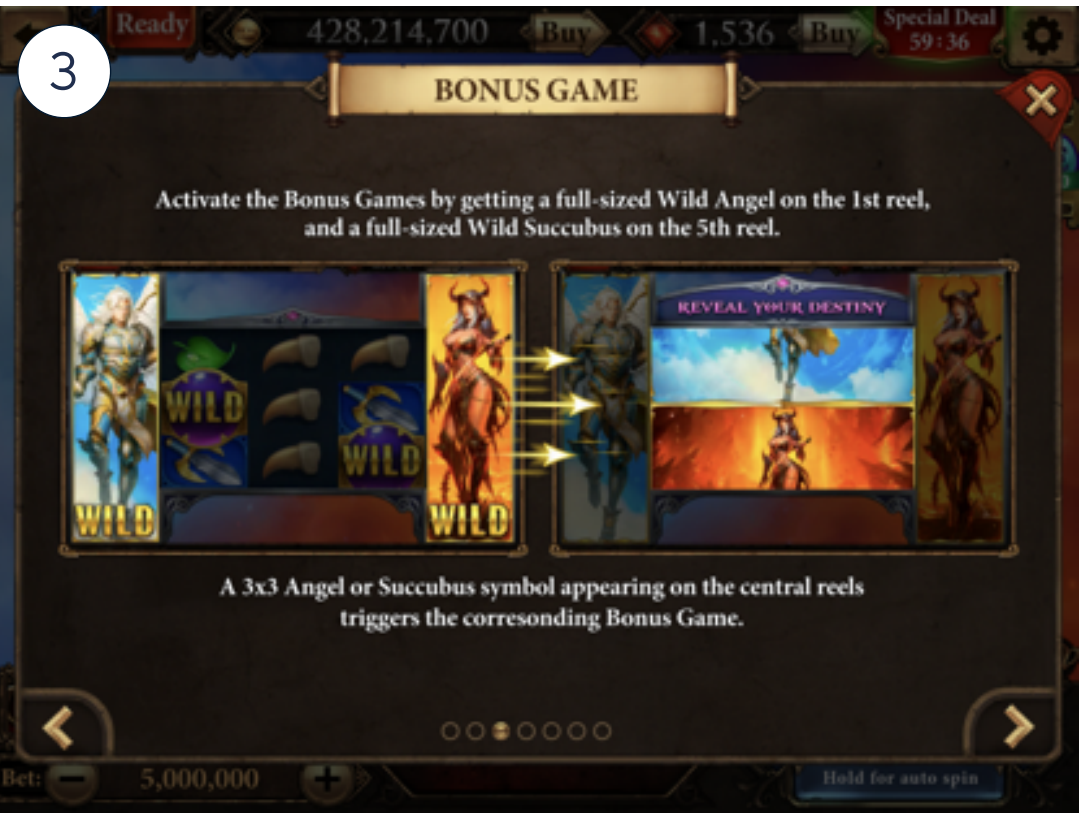 3
Ready
428,214,700
Buy
1,536
Buy
Special Deal
59:36
BONUS GAME
Activate the Bonus Games by getting a full-sized Wild Angel on the 1st reel,
and a full-sized Wild Succubus on the 5th reel.
WILD
WILD
WILD
WILD
REVEAL YOUR DESTINY
A 3x3 Angel or Succubus symbol appearing on the central reels
triggers the corresonding Bonus Game.
Bet:
5,000,000
Hold for auto spin